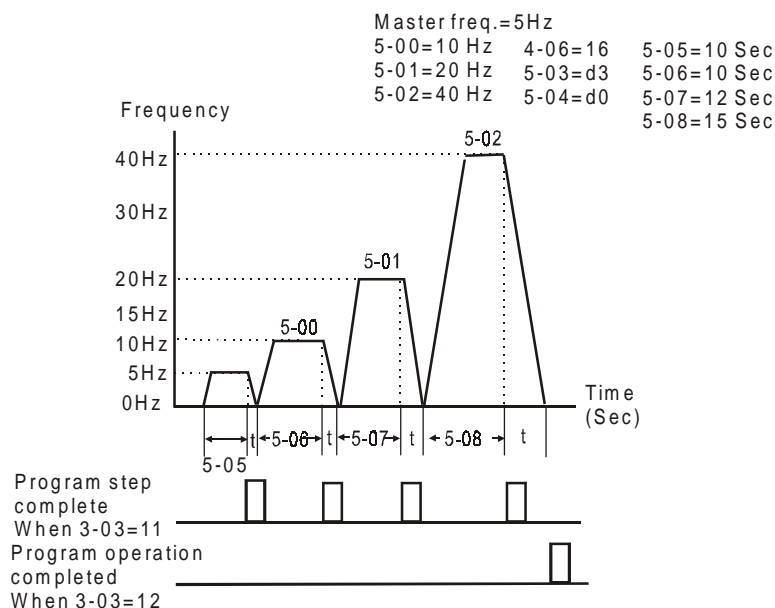 Master freq.=5Hz
5-00=10 Hz 4-06=16 5-05=10 Sec
5-01=20 Hz 5-03=d3 5-06=10 Sec
5-02=40 Hz 5-04=d0 5-07=12 Sec
5-08=15 Sec
Frequency
5-02
40Hz
30Hz
5-01
20Hz
15Hz
5-00
10Hz
5Hz
0Hz
Time
(Sec)
t 5-06 t 5-07 t 5-08 t
5-05
Program step
complete
When 3-03=11
Program operation
completed
When 3-03=12